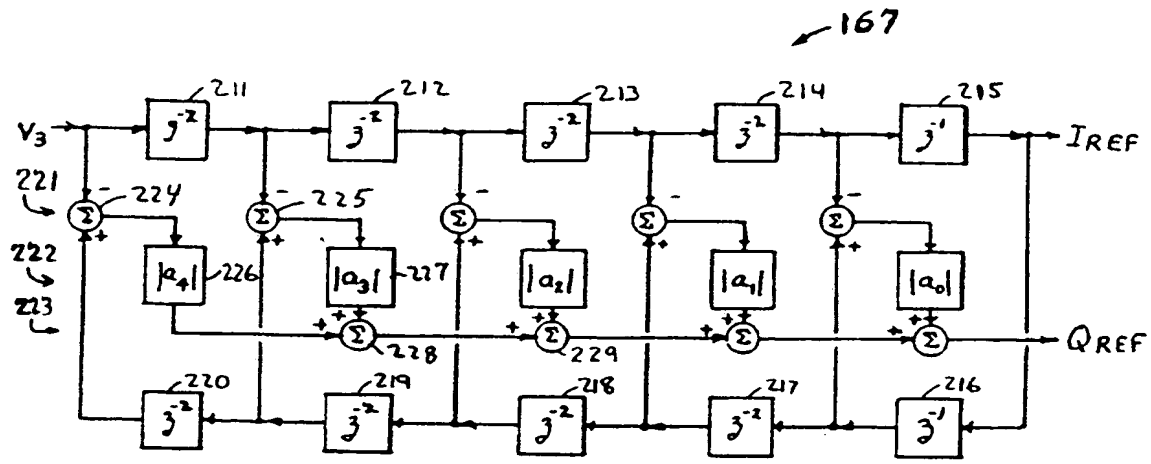 167
211 212 213 214 215
V3 z⁻² z⁻² z⁻² z⁻² z⁻¹ IREF
221 - 224 - 225 - - -
Σ Σ Σ Σ Σ
+ + + + +
222 |a4| 226 |a3| 227 |a2| |a1| |a0|
223 + + + + + + + +
Σ Σ Σ Σ QREF
228 229
220 219 218 217 216
z⁻² z⁻² z⁻² z⁻² z⁻¹